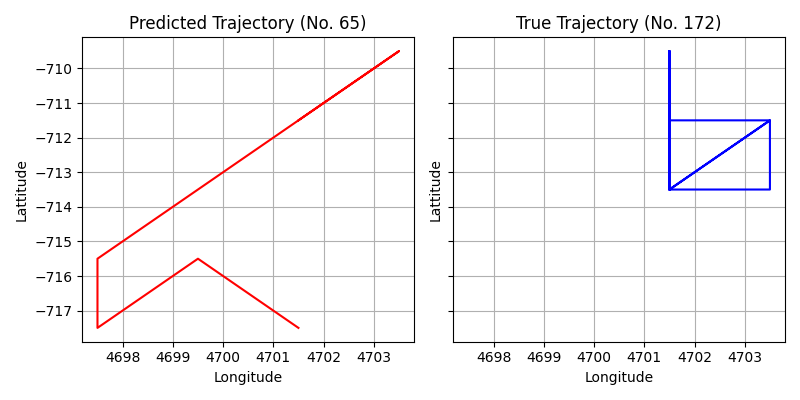 Predicted Trajectory (No. 65)
True Trajectory (No. 172)
−710
−711
−712
−713
−714
−715
−716
−717
Lattitude
Lattitude
4698 4699 4700 4701 4702 4703
4698 4699 4700 4701 4702 4703
Longitude
Longitude